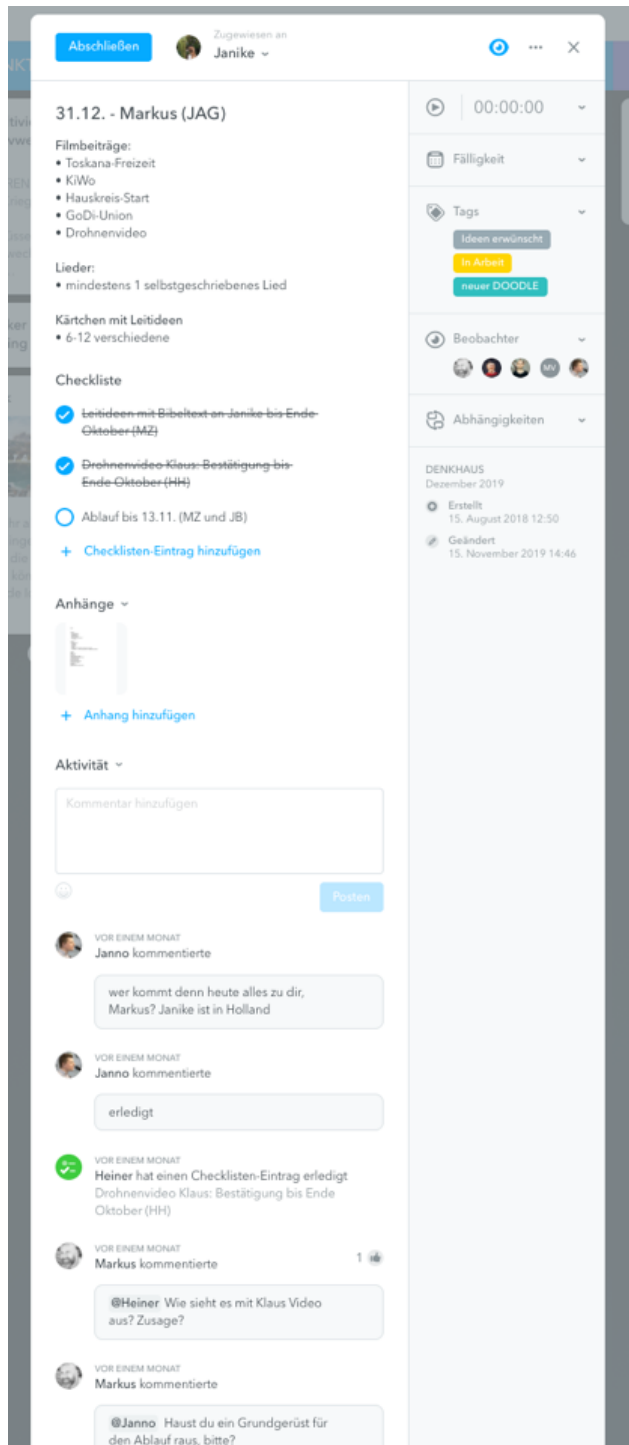 Abschließen
Zugewiesen an
Janike
31.12. - Markus (JAG)
Filmbeiträge:
• Toskana-Freizeit
• KiWo
• Hauskreis-Start
• GoDi-Union
• Drohnenvideo
Lieder:
• mindestens 1 selbstgeschriebenes Lied
Kärtchen mit Leitideen
• 6-12 verschiedene
Checkliste
Leitideen mit Bibeltext an Janike bis Ende
Oktober (MZ)
Drohnenvideo Klaus: Bestätigung bis
Ende Oktober (HH)
Ablauf bis 13.11. (MZ und JB)
+ Checklisten-Eintrag hinzufügen
Anhänge
+ Anhang hinzufügen
Aktivität
Kommentar hinzufügen
Posten
VOR EINEM MONAT
Janno kommentierte
wer kommt denn heute alles zu dir,
Markus? Janike ist in Holland
VOR EINEM MONAT
Janno kommentierte
erledigt
VOR EINEM MONAT
Heiner hat einen Checklisten-Eintrag erledigt
Drohnenvideo Klaus: Bestätigung bis Ende
Oktober (HH)
VOR EINEM MONAT
Markus kommentierte
1
@Heiner Wie sieht es mit Klaus Video
aus? Zusage?
VOR EINEM MONAT
Markus kommentierte
@Janno Haust du ein Grundgerüst für
den Ablauf raus, bitte?
00:00:00
Fälligkeit
Tags
Ideen erwünscht
In Arbeit
neuer DOODLE
Beobachter
MV
Abhängigkeiten
DENKHAUS
Dezember 2019
Erstellt
15. August 2018 12:50
Geändert
15. November 2019 14:46